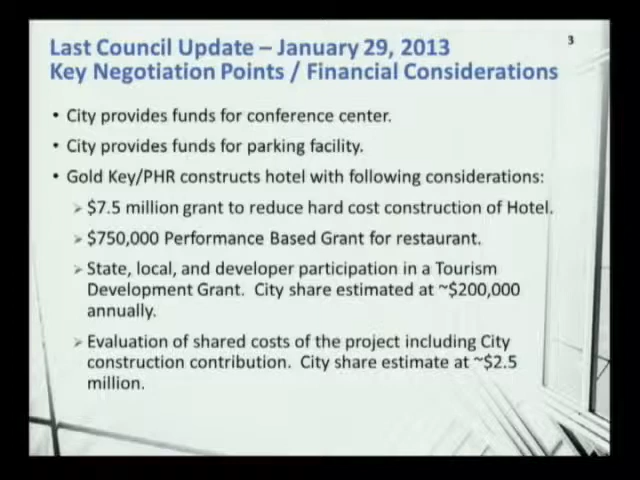 3
Last Council Update – January 29, 2013
Key Negotiation Points / Financial Considerations
• City provides funds for conference center.
• City provides funds for parking facility.
• Gold Key/PHR constructs hotel with following considerations:
➢ $7.5 million grant to reduce hard cost construction of Hotel.
➢ $750,000 Performance Based Grant for restaurant.
➢ State, local, and developer participation in a Tourism
Development Grant. City share estimated at ~$200,000
annually.
➢ Evaluation of shared costs of the project including City
construction contribution. City share estimate at ~$2.5
million.